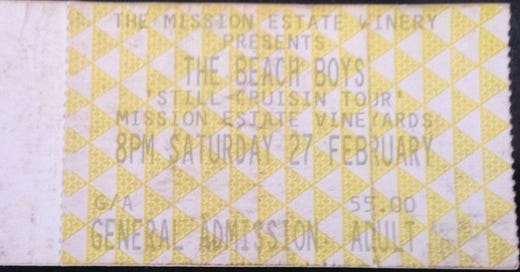 THE MISSION ESTATE WINERY
PRESENTS
THE BEACH BOYS
'STILL CRUISIN TOUR'
MISSION ESTATE VINEYARDS
8PM SATURDAY 27 FEBRUARY
G/A 55.00
GENERAL ADMISSION ADULT